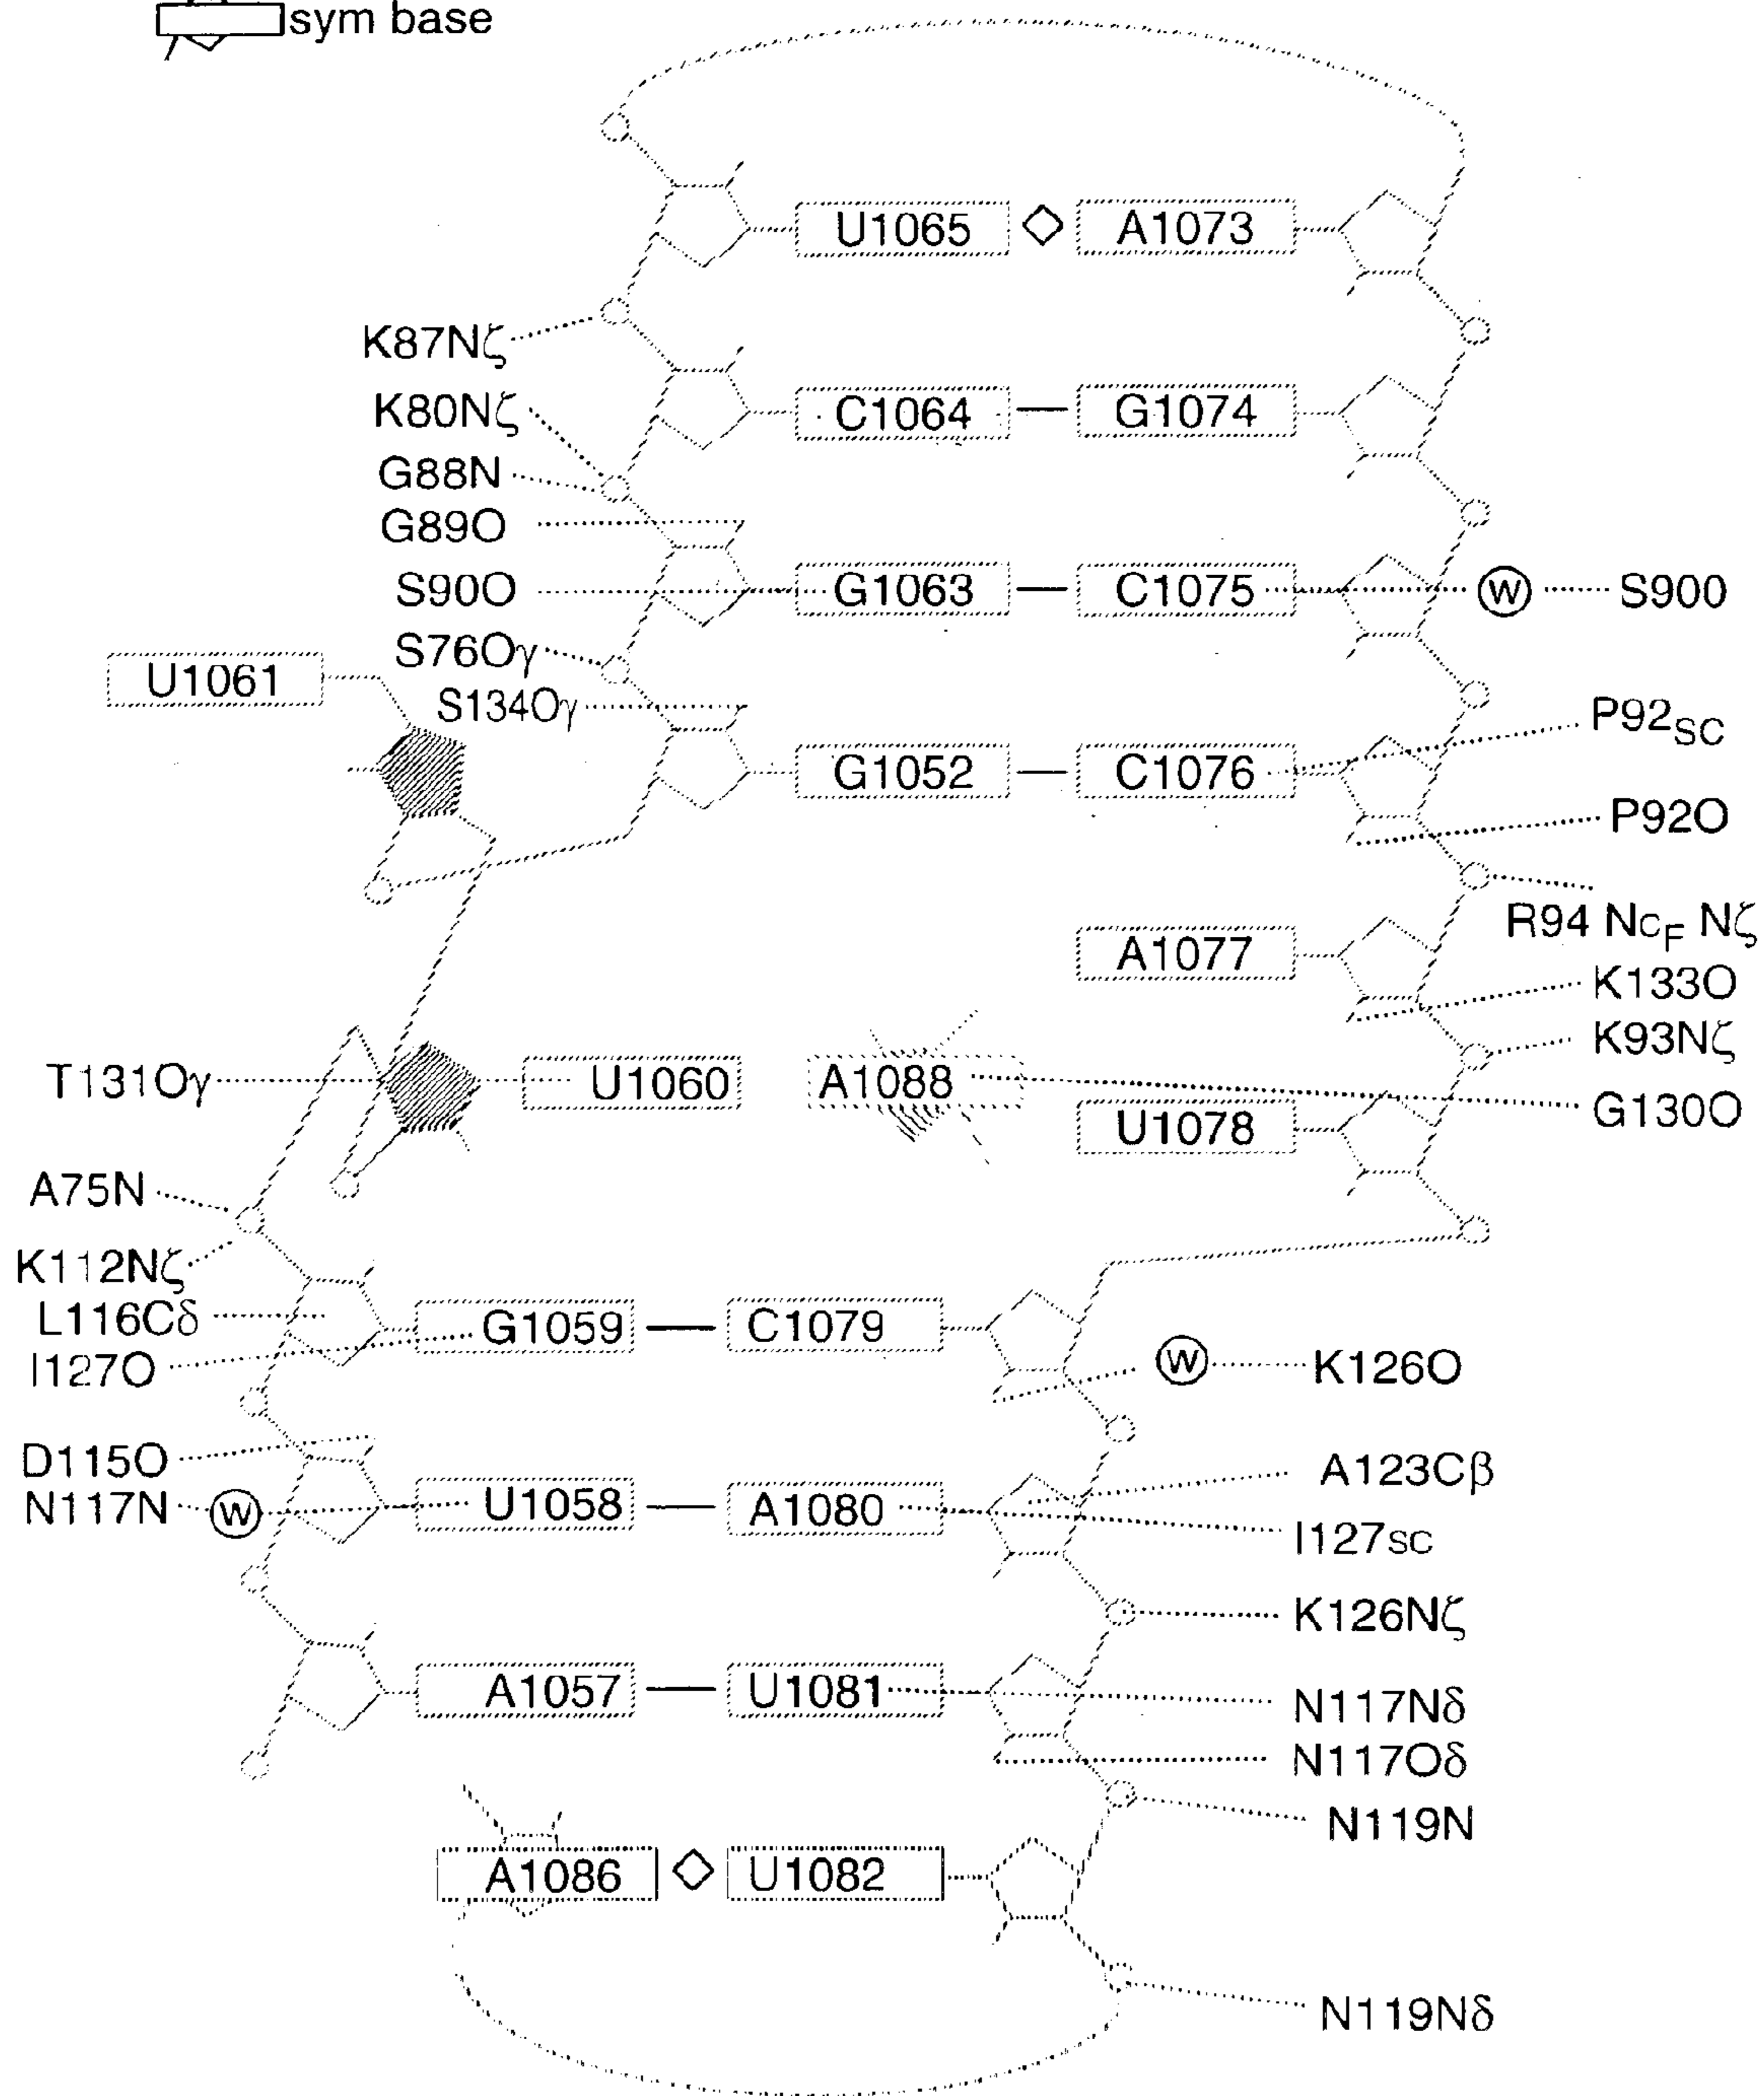 sym base
U1065 A1073
K87Nζ
K80Nζ
C1064 G1074
G88N
G89O
S90O G1063 C1075 W S900
S76Oγ
U1061
S134Oγ
P92SC
G1052 C1076
P92O
R94 NcF Nζ
A1077
K133O
K93Nζ
T131Oγ U1060 A1088
G130O
U1078
A75N
K112Nζ
L116Cδ
G1059 C1079
I127O
W K126O
D115O
A123Cβ
N117N W U1058 A1080
I127SC
K126Nζ
A1057 U1081
N117Nδ
N117Oδ
N119N
A1086 U1082
N119Nδ